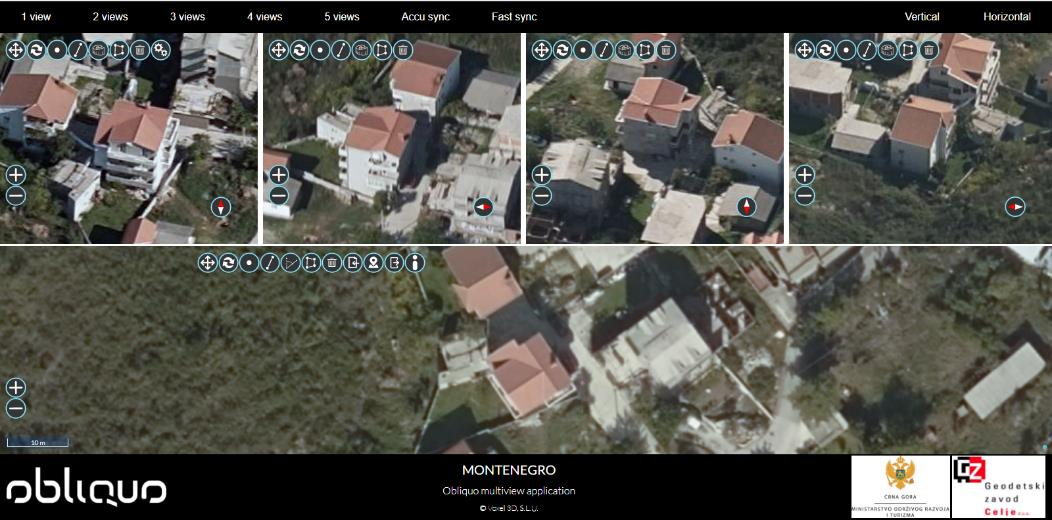 1 view 2 views 3 views 4 views 5 views Accu sync Fast sync Vertical Horizontal
10 m
obliquo
MONTENEGRO
Obliquo multiview application
© voxel 3D, S.L.y.
CRNA GORA
MINISTARSTVO ODRŽIVOG RAZVOJA
I TURIZMA
GZ
Geodetski
zavod
Celje d.o.o.